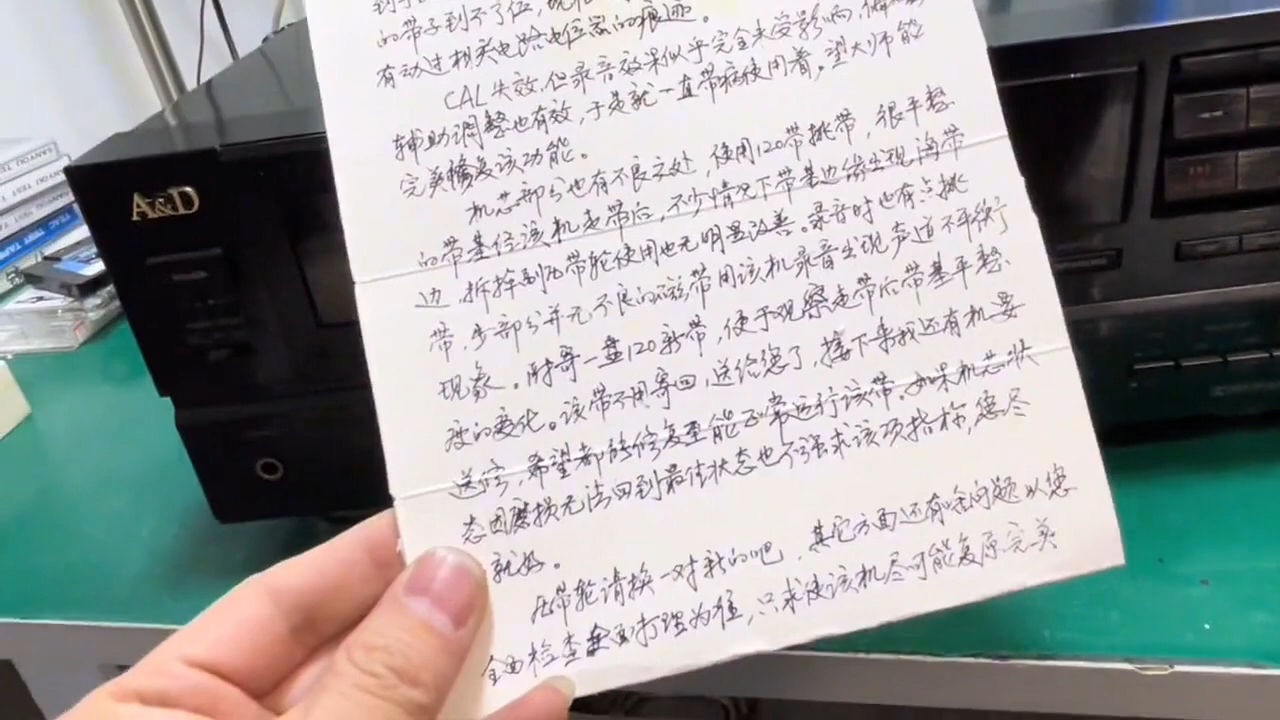 的带子到不了位，
有动过相关电路电位器的痕迹。
CAL失效，但录音效果似乎完全未受影响，
辅助调整也有效，于是就一直带病使用着。望大师能
完美修复该功能。
机芯部分也有不良之处，使用120带挑带，很平整
的带基经该机走带后，不少情况下带基边缘出现海带
边，拆掉副压带轮使用也无明显改善。录音时也有点挑
带，少部分并无不良的磁带用该机录音出现声道不平衡
现象。附寄一盘120新带，便于观察走带后带基平整
度的变化。该带不用寄回，送给您了，接下来我还有机要
送修，希望都能修复至能正常运行该带。如果机芯状
态因磨损无法回到最佳状态也不强求该项指标，您尽
就好。
压带轮请换一对新的吧，其它方面还有啥问题以您
全面检查全面打理为准，只求使该机尽可能复原完美
A&D
SANYOU TEST
TEST TAPE